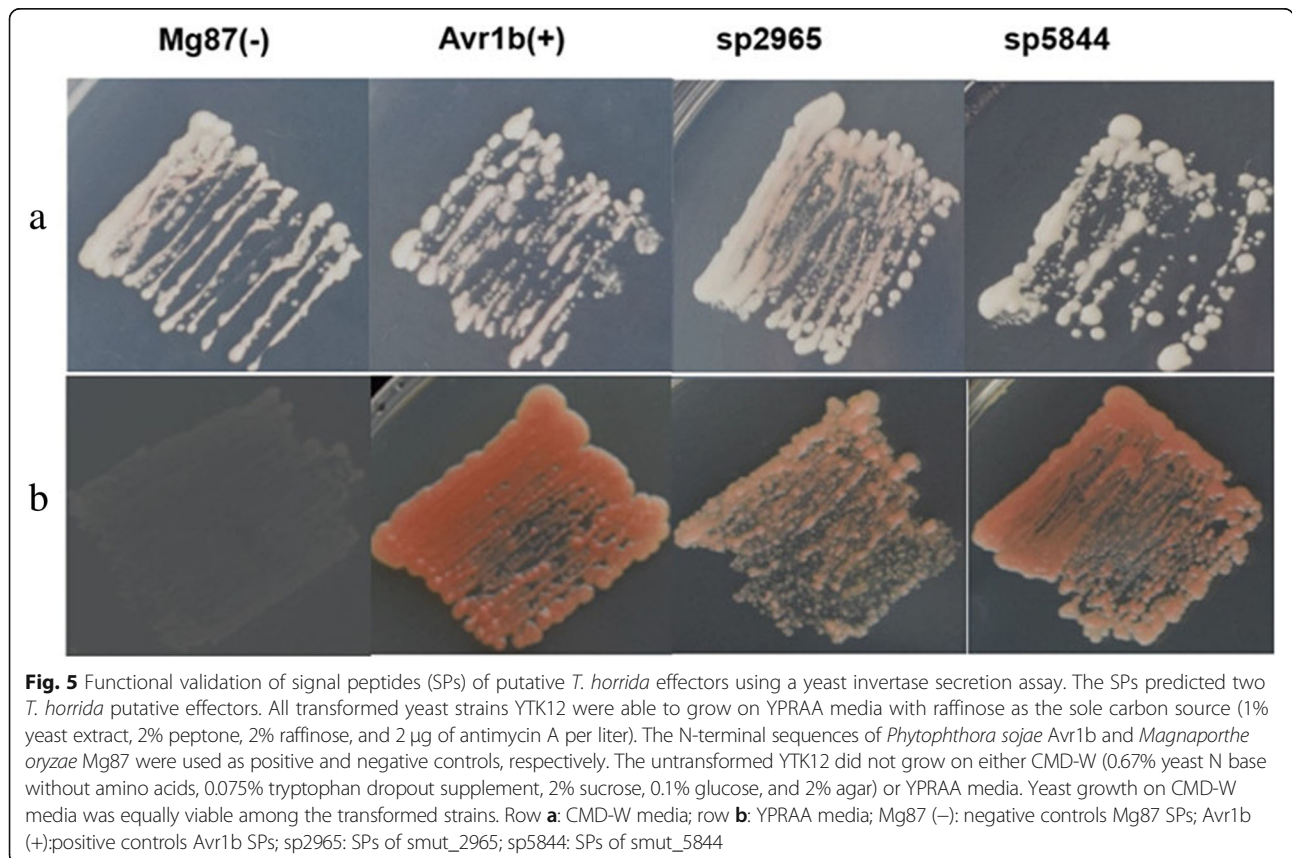 Mg87(-) Avr1b(+) sp2965 sp5844
a
b
Fig. 5 Functional validation of signal peptides (SPs) of putative T. horrida effectors using a yeast invertase secretion assay. The SPs predicted two
T. horrida putative effectors. All transformed yeast strains YTK12 were able to grow on YPRAA media with raffinose as the sole carbon source (1%
yeast extract, 2% peptone, 2% raffinose, and 2 μg of antimycin A per liter). The N-terminal sequences of Phytophthora sojae Avr1b and Magnaporthe
oryzae Mg87 were used as positive and negative controls, respectively. The untransformed YTK12 did not grow on either CMD-W (0.67% yeast N base
without amino acids, 0.075% tryptophan dropout supplement, 2% sucrose, 0.1% glucose, and 2% agar) or YPRAA media. Yeast growth on CMD-W
media was equally viable among the transformed strains. Row a: CMD-W media; row b: YPRAA media; Mg87 (−): negative controls Mg87 SPs; Avr1b
(+):positive controls Avr1b SPs; sp2965: SPs of smut_2965; sp5844: SPs of smut_5844